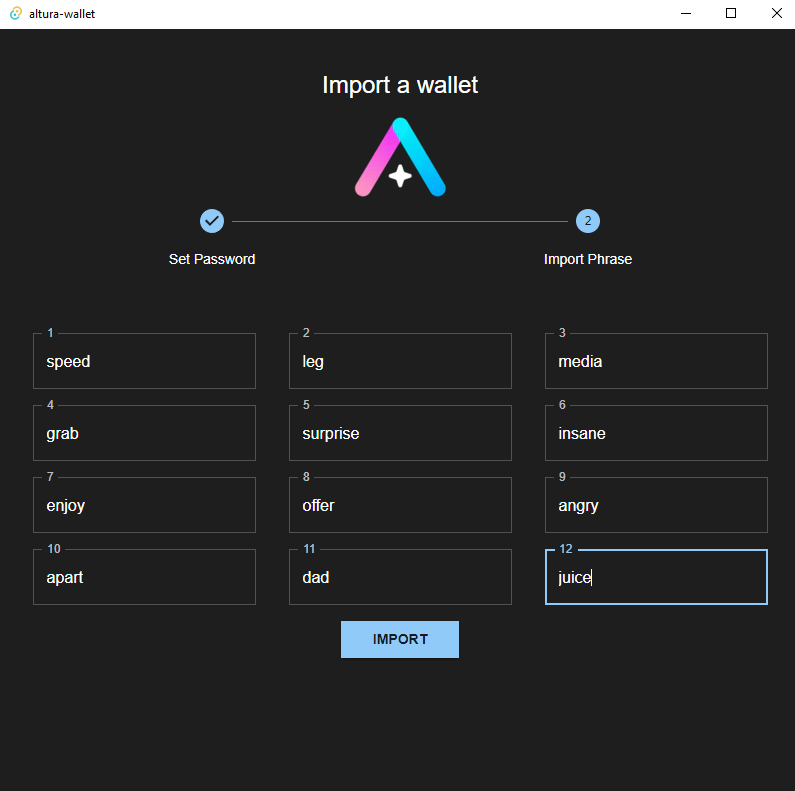 altura-wallet
Import a wallet
2
Set Password
Import Phrase
1
2
3
speed
leg
media
4
5
6
grab
surprise
insane
7
8
9
enjoy
offer
angry
10
11
12
apart
dad
juice
IMPORT